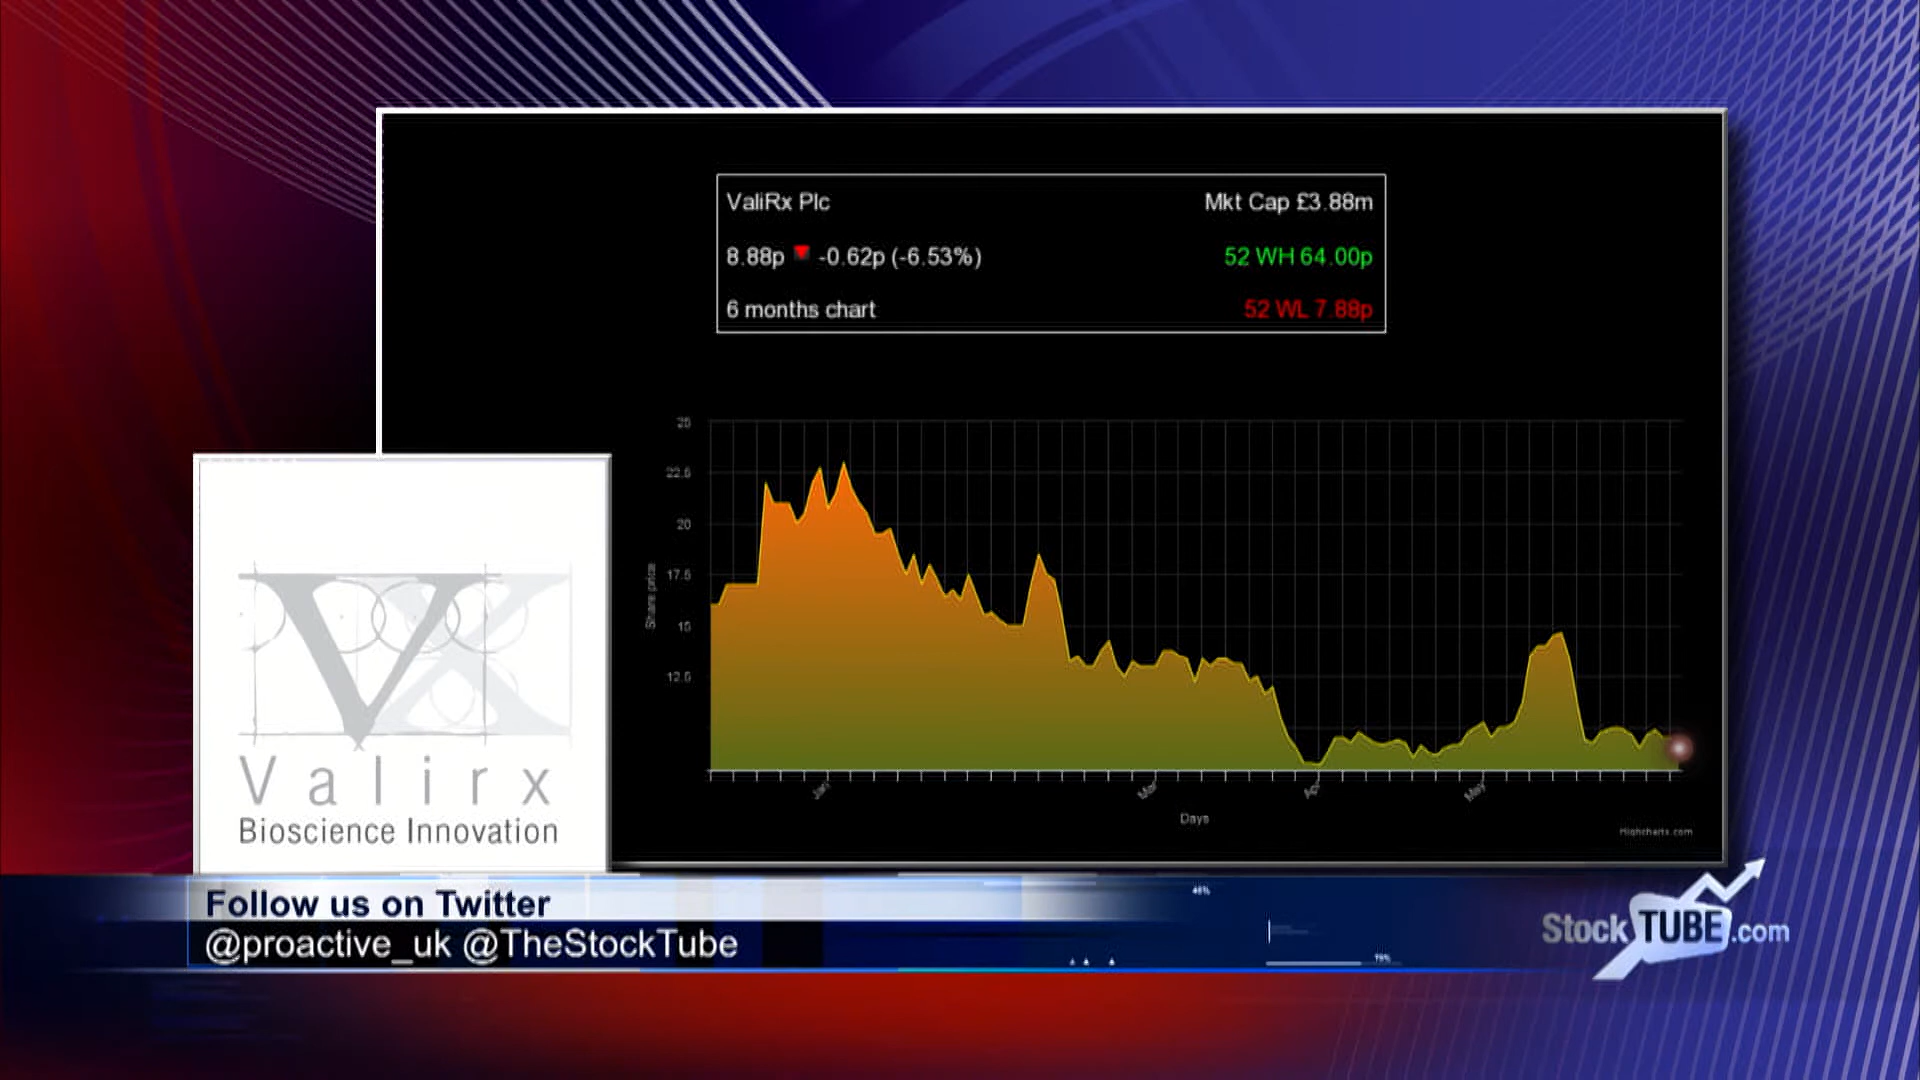 ValiRx Plc
Mkt Cap £3.88m
8.88p -0.62p (-6.53%)
52 WH 64.00p
6 months chart
52 WL 7.88p
25
22.5
20
17.5
15
12.5
Share price
Jan
Mar
Apr
May
Days
Highcharts.com
Valirx
Bioscience Innovation
Follow us on Twitter
@proactive_uk @TheStockTube
StockTUBE.com